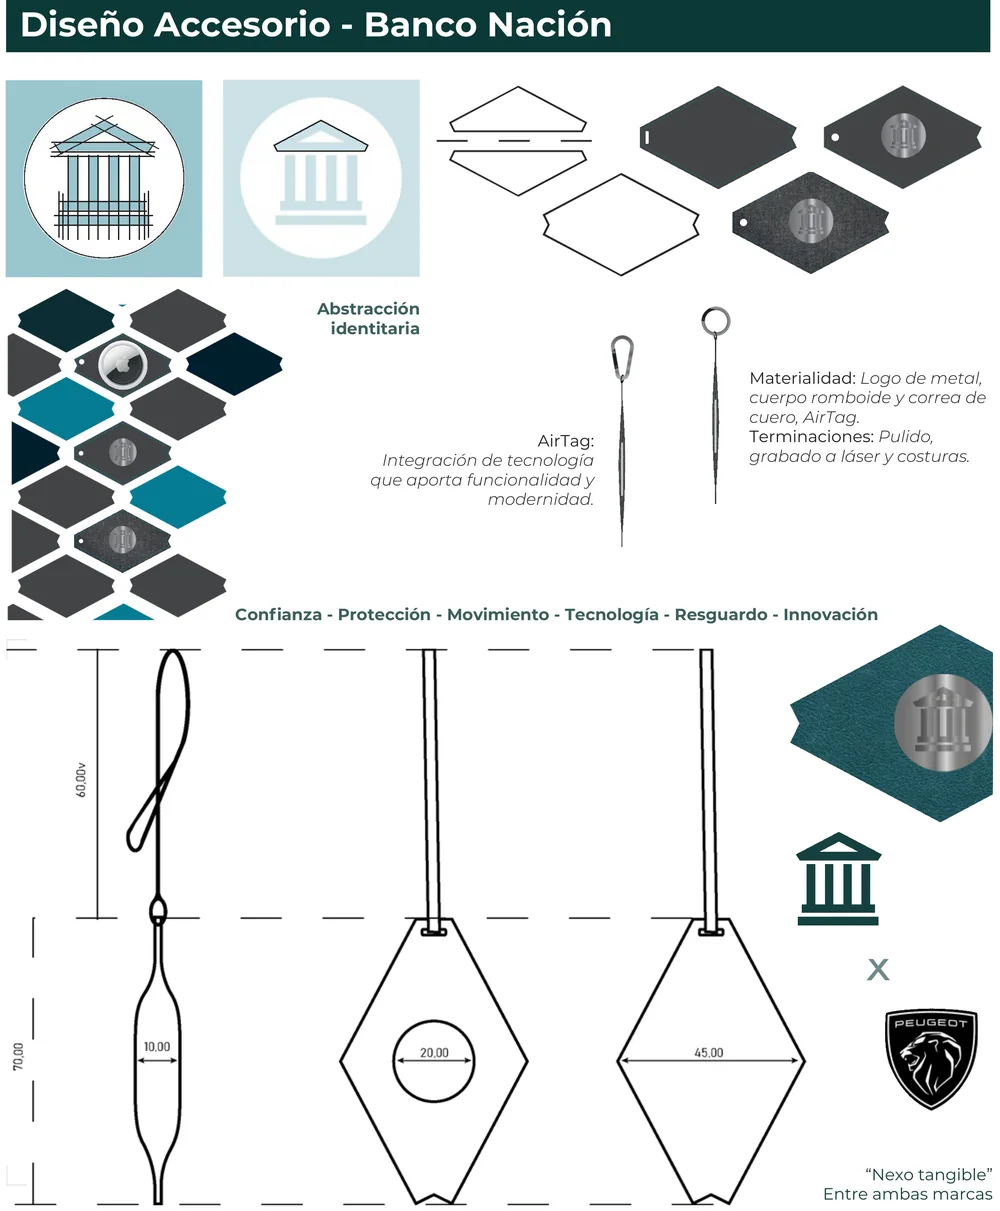 Diseño Accesorio - Banco Nación
Abstracción
identitaria
AirTag:
Integración de tecnología
que aporta funcionalidad y
modernidad.
Materialidad: Logo de metal,
cuerpo romboide y correa de
cuero, AirTag.
Terminaciones: Pulido,
grabado a láser y costuras.
Confianza - Protección - Movimiento - Tecnología - Resguardo - Innovación
60,00v
70,00
10,00
20,00
45,00
X
PEUGEOT
“Nexo tangible”
Entre ambas marcas